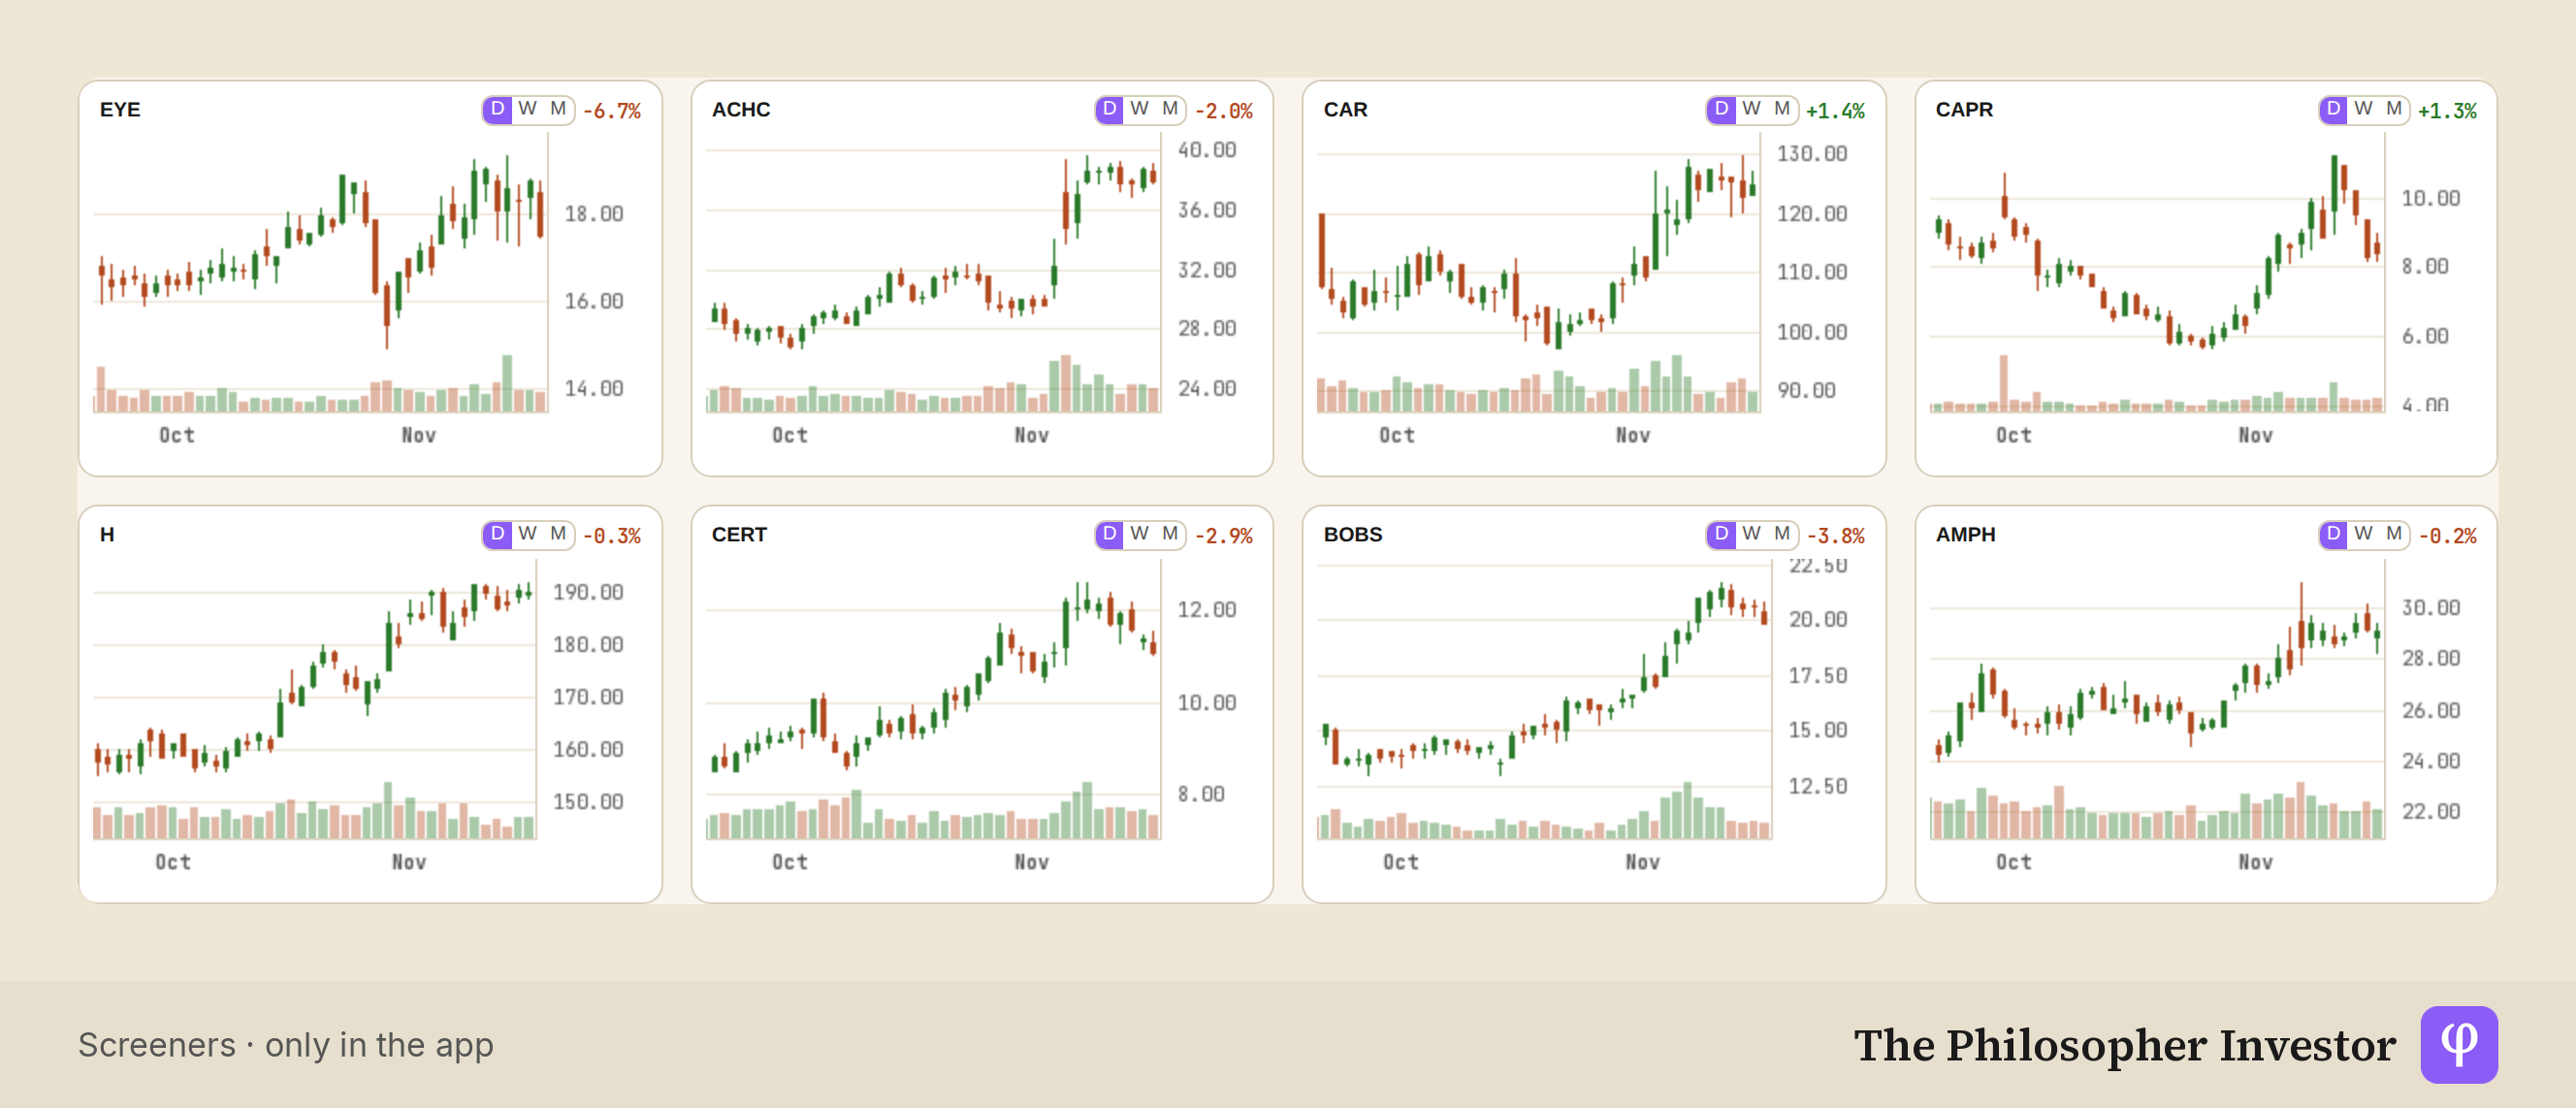 EYE D W M -6.7%
18.00
16.00
14.00
Oct Nov
ACHC D W M -2.0%
40.00
36.00
32.00
28.00
24.00
Oct Nov
CAR D W M +1.4%
130.00
120.00
110.00
100.00
90.00
Oct Nov
CAPR D W M +1.3%
10.00
8.00
6.00
4.00
Oct Nov
H D W M -0.3%
190.00
180.00
170.00
160.00
150.00
Oct Nov
CERT D W M -2.9%
12.00
10.00
8.00
Oct Nov
BOBS D W M -3.8%
22.50
20.00
17.50
15.00
12.50
Oct Nov
AMPH D W M -0.2%
30.00
28.00
26.00
24.00
22.00
Oct Nov
Screeners · only in the app
The Philosopher Investor φ